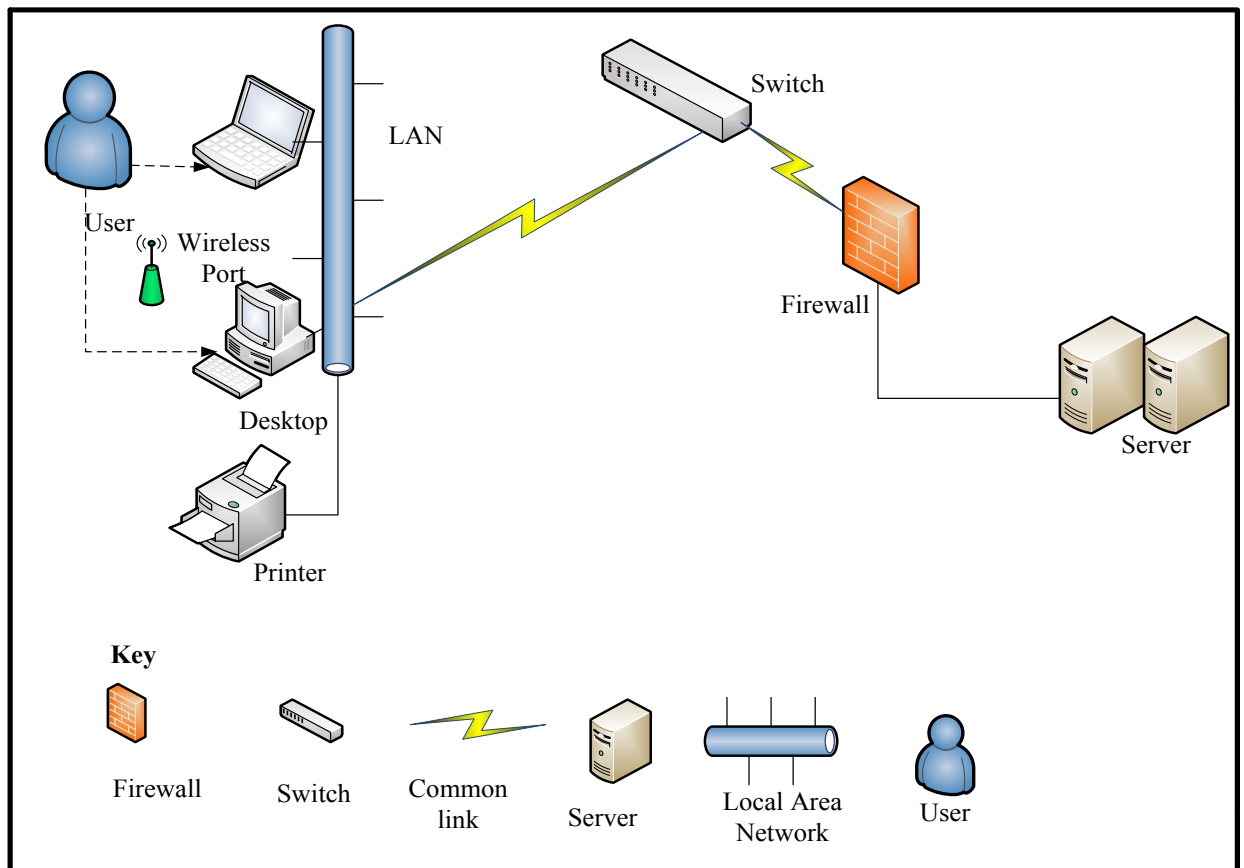 Switch
LAN
User
Wireless
Port
Firewall
Desktop
Server
Printer
Key
Firewall
Switch
Common
link
Server
Local Area
Network
User